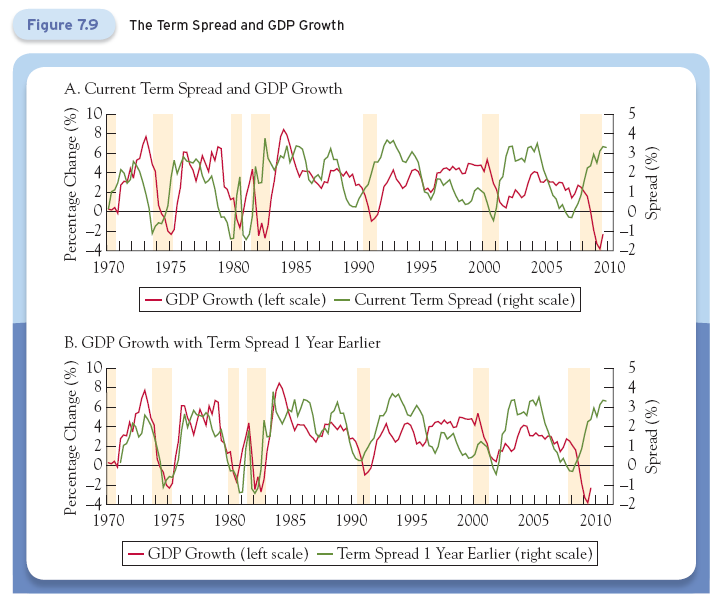 Figure 7.9 The Term Spread and GDP Growth
A. Current Term Spread and GDP Growth
Percentage Change (%)
10
8
6
4
2
0
–2
–4
5
4
3
2
1
0
–1
–2
Spread (%)
1970 1975 1980 1985 1990 1995 2000 2005 2010
GDP Growth (left scale) Current Term Spread (right scale)
B. GDP Growth with Term Spread 1 Year Earlier
Percentage Change (%)
10
8
6
4
2
0
–2
–4
5
4
3
2
1
0
–1
–2
Spread (%)
1970 1975 1980 1985 1990 1995 2000 2005 2010
GDP Growth (left scale) Term Spread 1 Year Earlier (right scale)